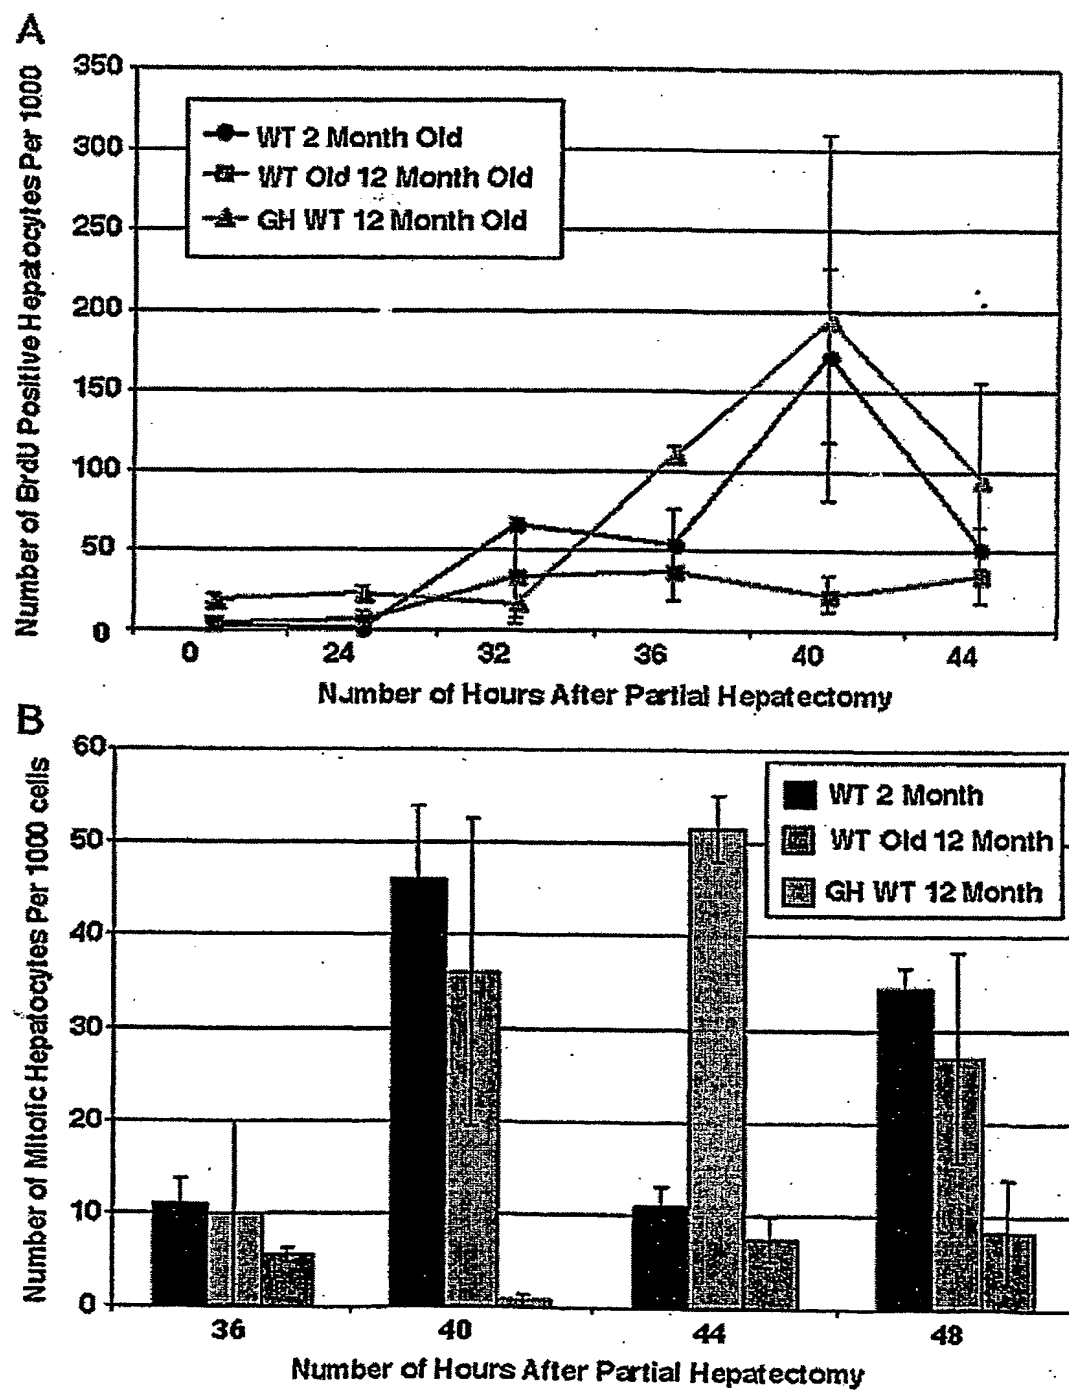 A
Number of BrdU Positive Hepatocytes Per 1000
350
300
250
200
150
100
50
0
WT 2 Month Old
WT Old 12 Month Old
GH WT 12 Month Old
0 24 32 36 40 44
Number of Hours After Partial Hepatectomy
B
Number of Mitotic Hepatocytes Per 1000 cells
60
50
40
30
20
10
0
WT 2 Month
WT Old 12 Month
GH WT 12 Month
36 40 44 48
Number of Hours After Partial Hepatectomy